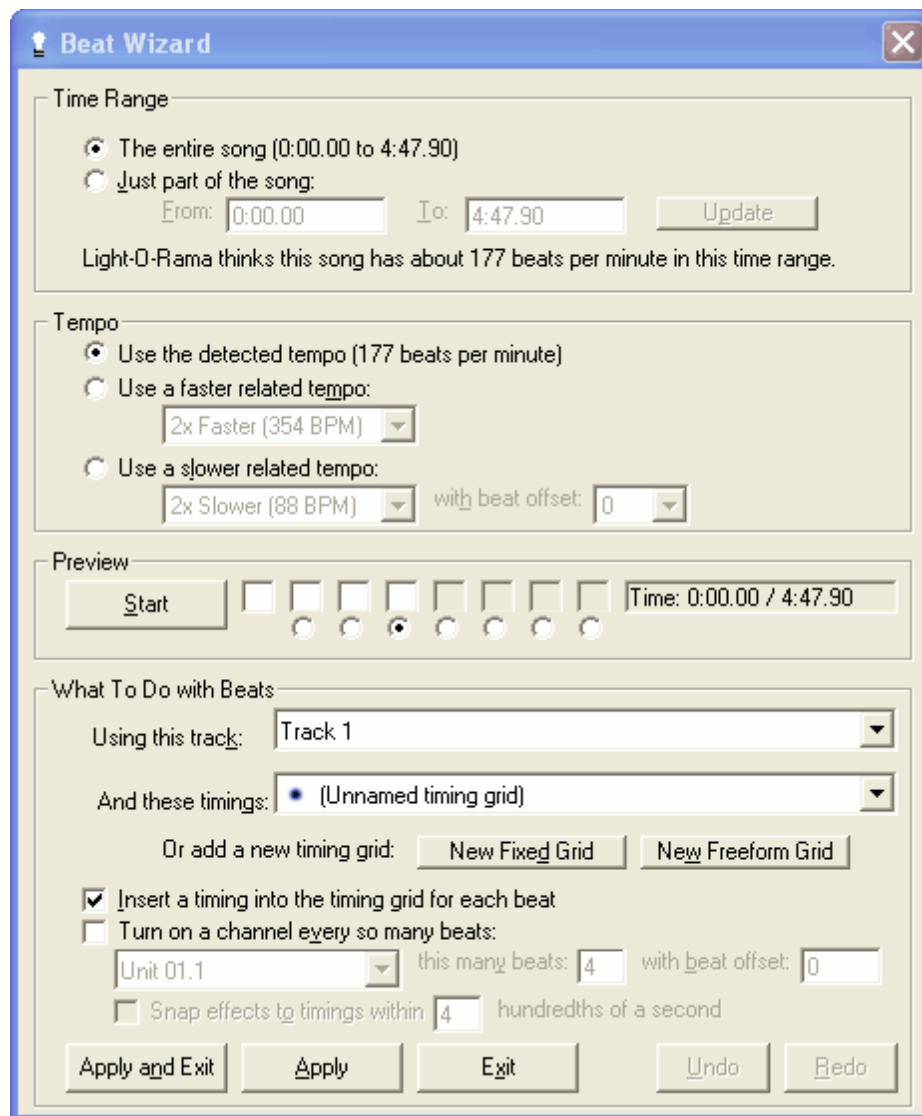 Beat Wizard
Time Range
The entire song (0:00.00 to 4:47.90)
Just part of the song:
From: 0:00.00 To: 4:47.90 Update
Light-O-Rama thinks this song has about 177 beats per minute in this time range.
Tempo
Use the detected tempo (177 beats per minute)
Use a faster related tempo:
2x Faster (354 BPM)
Use a slower related tempo:
2x Slower (88 BPM) with beat offset: 0
Preview
Start Time: 0:00.00 / 4:47.90
What To Do with Beats
Using this track: Track 1
And these timings: (Unnamed timing grid)
Or add a new timing grid: New Fixed Grid New Freeform Grid
Insert a timing into the timing grid for each beat
Turn on a channel every so many beats:
Unit 01.1 this many beats: 4 with beat offset: 0
Snap effects to timings within 4 hundredths of a second
Apply and Exit Apply Exit Undo Redo